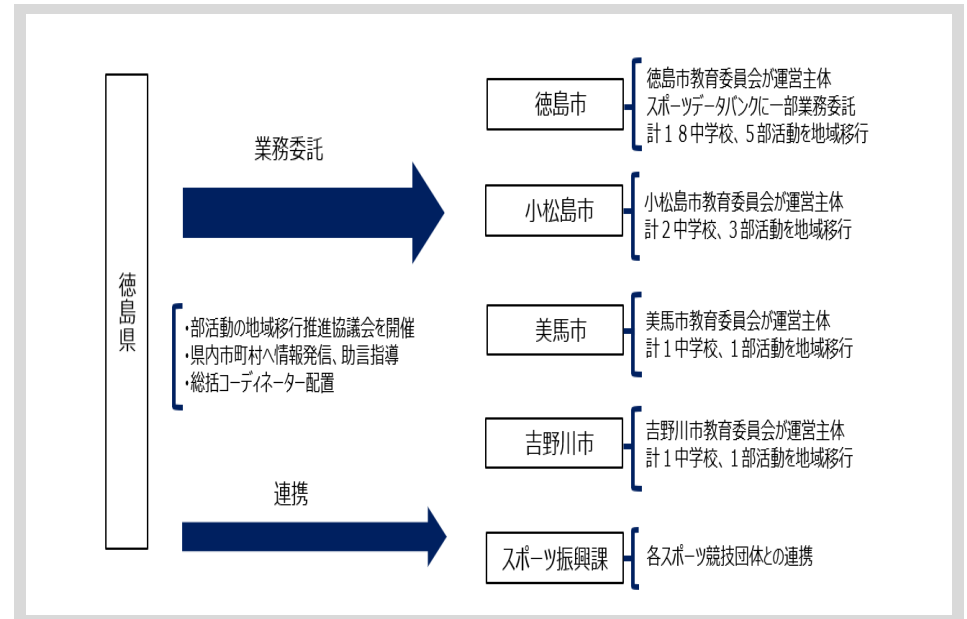 徳島県
業務委託
・部活動の地域移行推進協議会を開催
・県内市町村へ情報発信、助言指導
・総括コーディネーター配置
連携
徳島市
徳島市教育委員会が運営主体
スポーツデータバンクに一部業務委託
計18中学校、5部活動を地域移行
小松島市
小松島市教育委員会が運営主体
計2中学校、3部活動を地域移行
美馬市
美馬市教育委員会が運営主体
計1中学校、1部活動を地域移行
吉野川市
吉野川市教育委員会が運営主体
計1中学校、1部活動を地域移行
スポーツ振興課
各スポーツ競技団体との連携